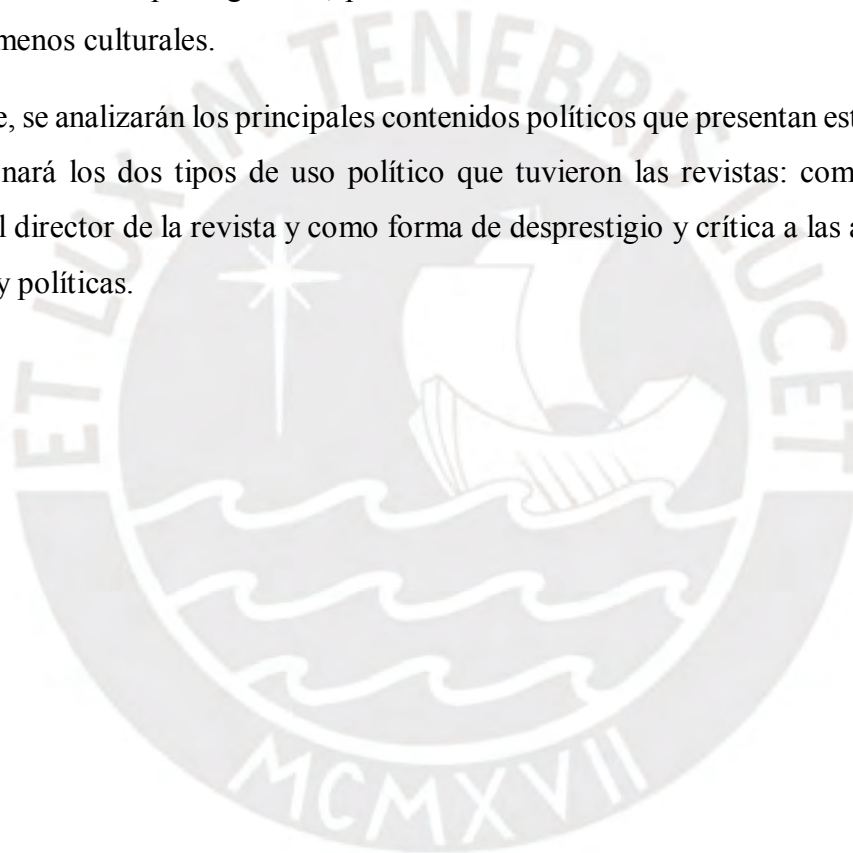 menos culturales.
e, se analizarán los principales contenidos políticos que presentan est
nará los dos tipos de uso político que tuvieron las revistas: com
l director de la revista y como forma de desprestigio y crítica a las a
y políticas.
ET LUX IN TENEBRIS LUCET
MCMXVII